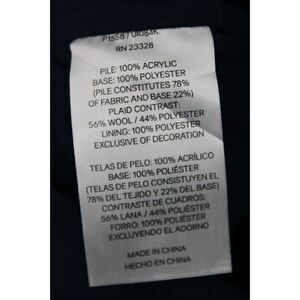 P1558 / U1084K
RN 23328
PILE: 100% ACRYLIC
BASE: 100% POLYESTER
(PILE CONSTITUTES 78%
OF FABRIC AND BASE 22%)
PLAID CONTRAST:
56% WOOL / 44% POLYESTER
LINING: 100% POLYESTER
EXCLUSIVE OF DECORATION
TELAS DE PELO: 100% ACRÍLICO
BASE: 100% POLIÉSTER
(TELAS DE PELO CONSISTUYEN EL
78% DEL TEJIDO Y 22% DEL BASE)
CONTRASTE DE CUADROS:
56% LANA / 44% POLIÉSTER
FORRO: 100% POLIÉSTER
EXCLUYENDO EL ADORNO
MADE IN CHINA
HECHO EN CHINA